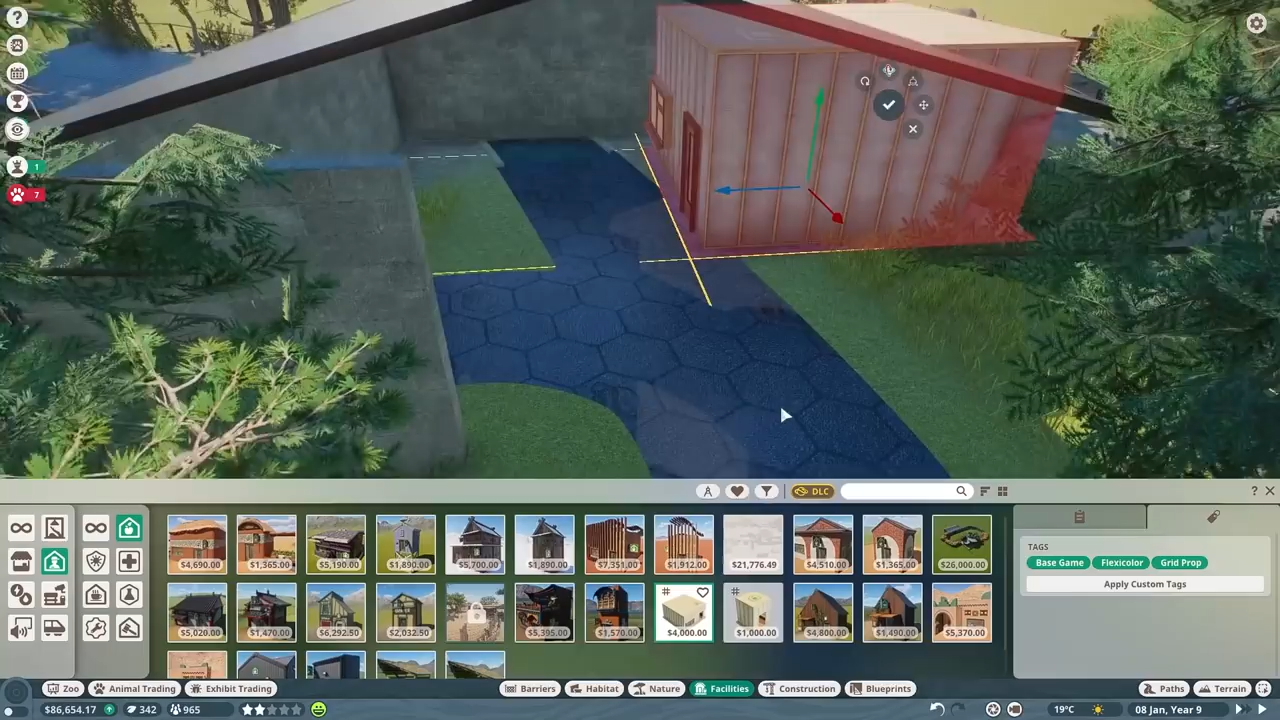 ?
1
7
DLC
? ×
$4,690.00 $1,365.00 $5,190.00 $1,890.00 $5,700.00 $1,890.00 $7,351.00 $1,912.00 $21,776.49 $4,510.00 $1,365.00 $26,000.00
$5,020.00 $1,470.00 $6,292.50 $2,032.50 $5,395.00 $1,570.00 $4,000.00 $1,000.00 $4,800.00 $1,490.00 $5,370.00
TAGS
Base Game Flexicolor Grid Prop
Apply Custom Tags
Zoo Animal Trading Exhibit Trading Barriers Habitat Nature Facilities Construction Blueprints Paths Terrain
$86,654.17 342 965 19°C 08 Jan, Year 9